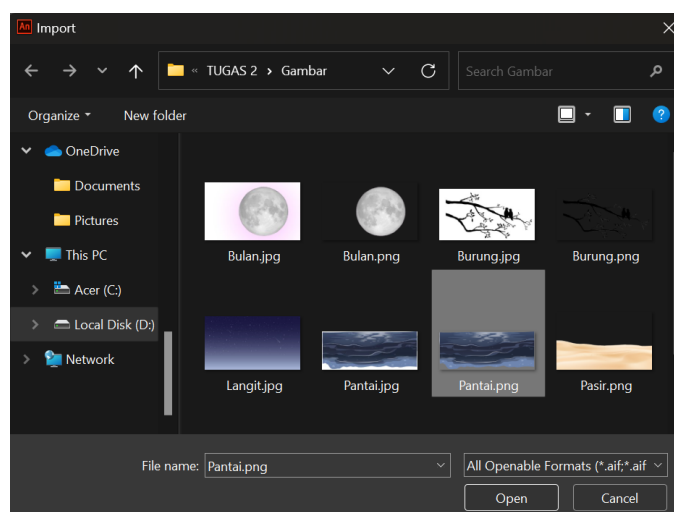 An Import
« TUGAS 2 > Gambar
Search Gambar
Organize
New folder
?
OneDrive
Documents
Pictures
This PC
Acer (C:)
Local Disk (D:)
Network
Bulan.jpg
Bulan.png
Burung.jpg
Burung.png
Langit.jpg
Pantai.jpg
Pantai.png
Pasir.png
File name: Pantai.png
All Openable Formats (*.aif;*.aif
Open
Cancel